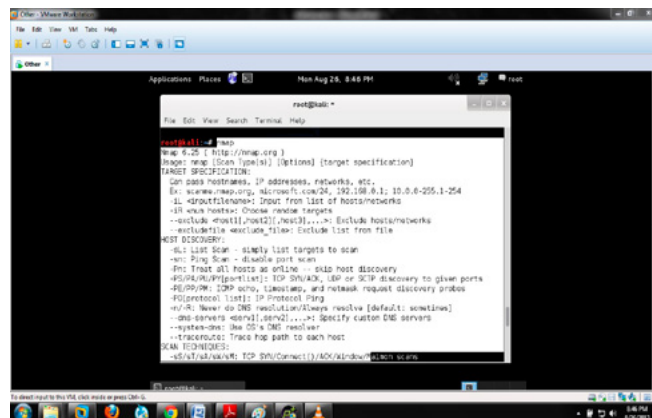 Other - VMware Workstation
File Edit View VM Tabs Help
Other ×
Applications Places Mon Aug 26, 8:46 PM root
root@kali: ~
File Edit View Search Terminal Help
root@kali:~# nmap
Nmap 6.25 ( http://nmap.org )
Usage: nmap [Scan Type(s)] [Options] {target specification}
TARGET SPECIFICATION:
Can pass hostnames, IP addresses, networks, etc.
Ex: scanme.nmap.org, microsoft.com/24, 192.168.0.1; 10.0.0-255.1-254
-iL <inputfilename>: Input from list of hosts/networks
-iR <num hosts>: Choose random targets
--exclude <host1[,host2][,host3],...>: Exclude hosts/networks
--excludefile <exclude_file>: Exclude list from file
HOST DISCOVERY:
-sL: List Scan - simply list targets to scan
-sn: Ping Scan - disable port scan
-Pn: Treat all hosts as online -- skip host discovery
-PS/PA/PU/PY[portlist]: TCP SYN/ACK, UDP or SCTP discovery to given ports
-PE/PP/PM: ICMP echo, timestamp, and netmask request discovery probes
-PO[protocol list]: IP Protocol Ping
-n/-R: Never do DNS resolution/Always resolve [default: sometimes]
--dns-servers <serv1[,serv2],...>: Specify custom DNS servers
--system-dns: Use OS's DNS resolver
--traceroute: Trace hop path to each host
SCAN TECHNIQUES:
-sS/sT/sA/sW/sM: TCP SYN/Connect()/ACK/Window/Maimon scans
root@kali: ~
To direct input to this VM, click inside or press Ctrl+G.
5:46 PM